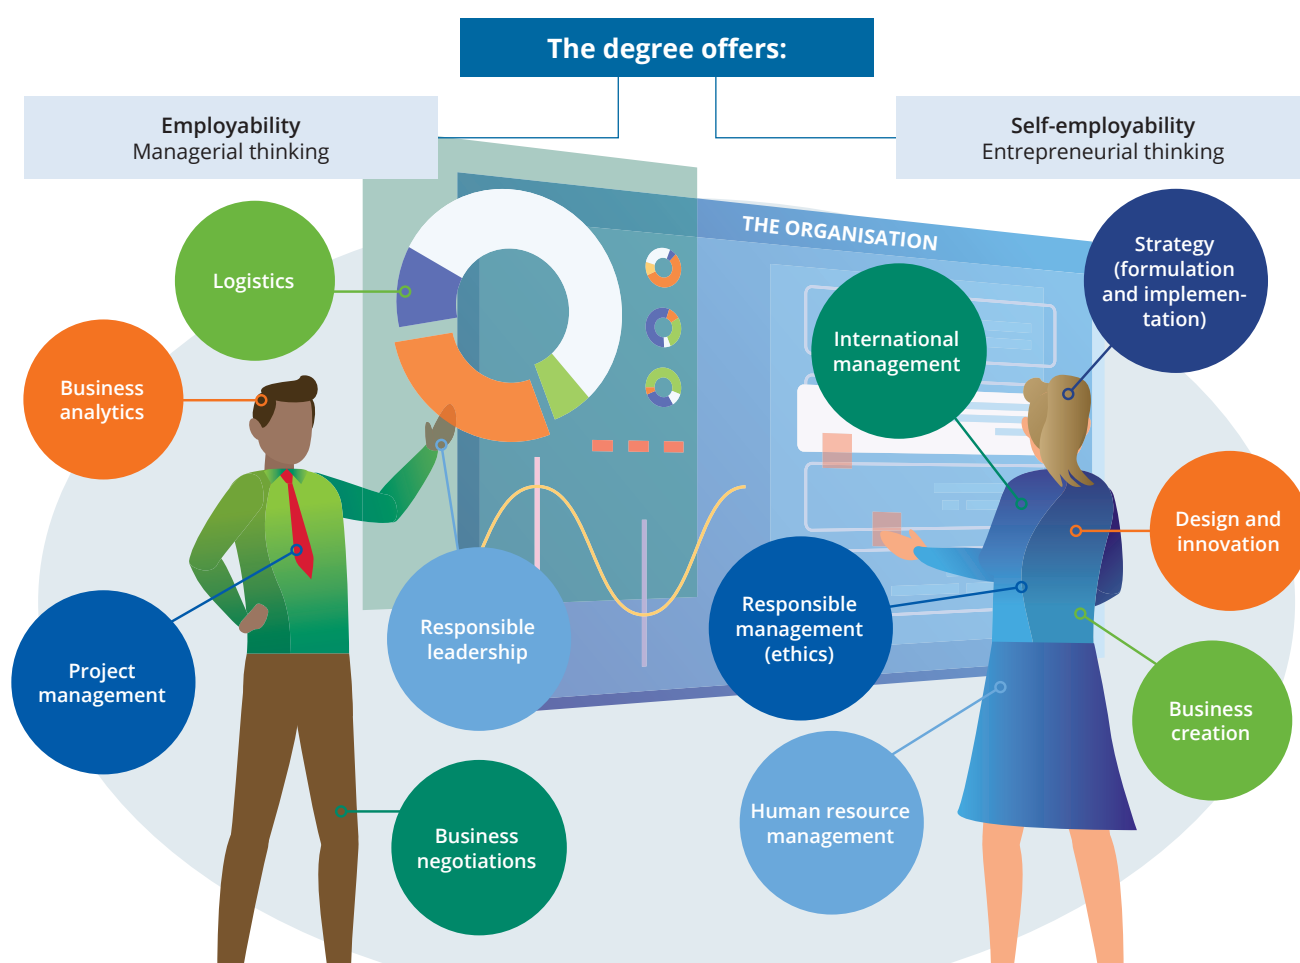 The degree offers:
Employability
Managerial thinking
Self-employability
Entrepreneurial thinking
THE ORGANISATION
Logistics
Business
analytics
Project
management
Responsible
leadership
Business
negotiations
International
management
Strategy
(formulation
and implemen-
tation)
Design and
innovation
Responsible
management
(ethics)
Business
creation
Human resource
management